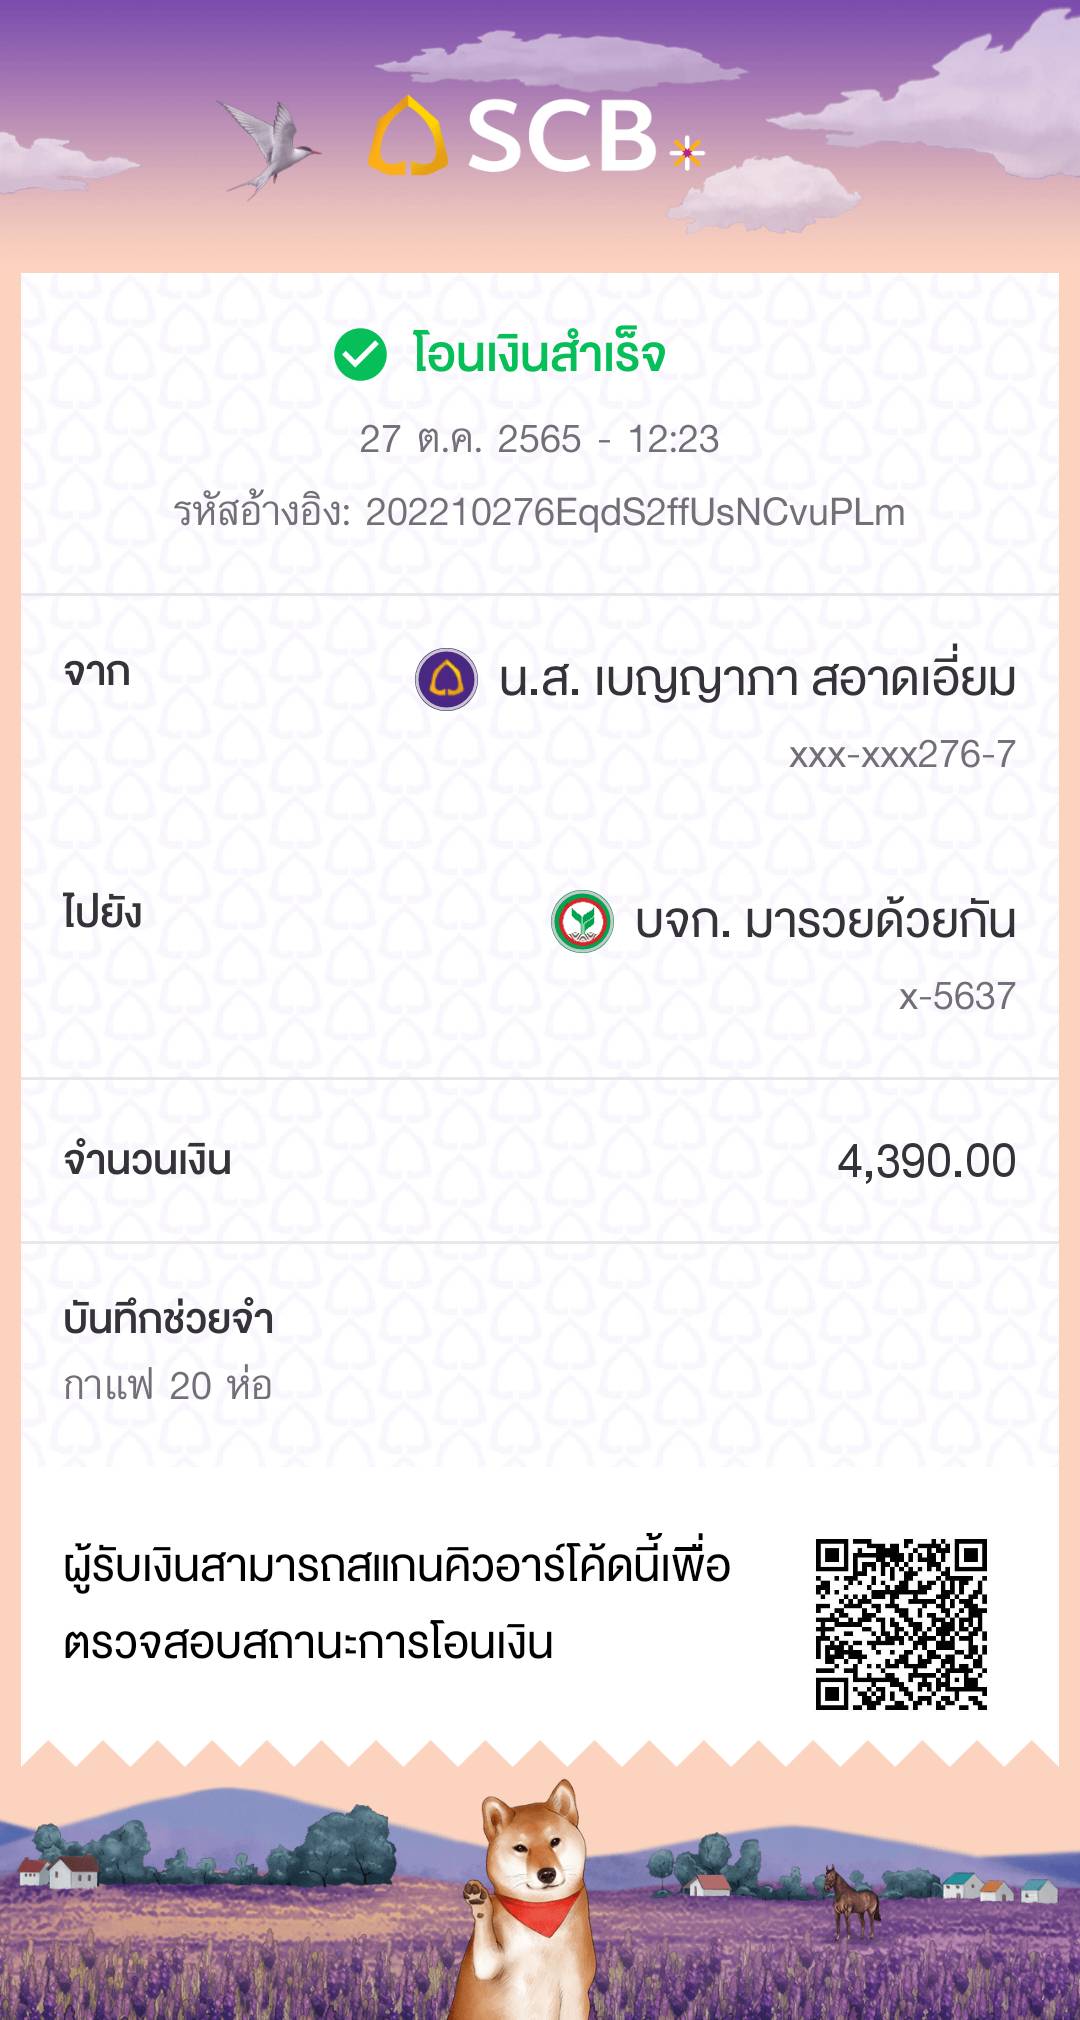 SCB
โอนเงินสำเร็จ
27 ต.ค. 2565 - 12:23
รหัสอ้างอิง: 202210276EqdS2ffUsNCvuPLm
จาก
น.ส. เบญญาภา สอาดเอี่ยม
xxx-xxx276-7
ไปยัง
บจก. มารวยด้วยกัน
x-5637
จำนวนเงิน
4,390.00
บันทึกช่วยจำ
กาแฟ 20 ห่อ
ผู้รับเงินสามารถสแกนคิวอาร์โค้ดนี้เพื่อ
ตรวจสอบสถานะการโอนเงิน